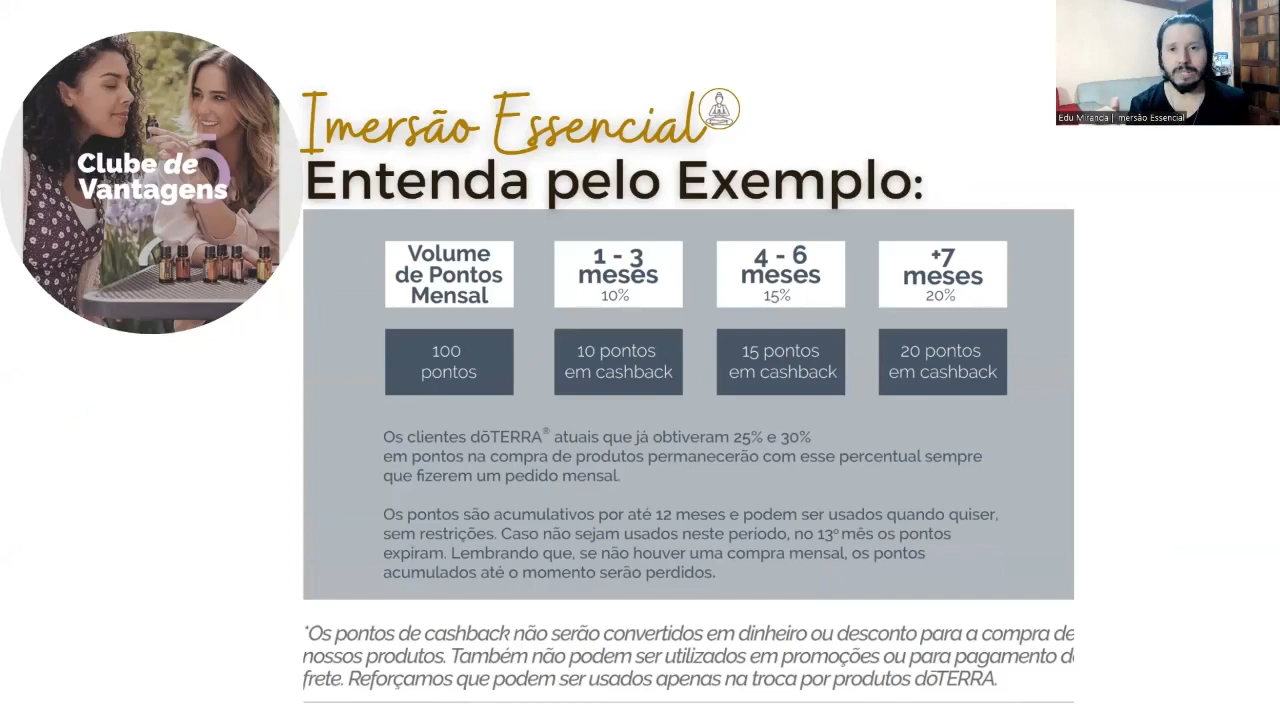 Clube de
Vantagens
Imersão Essencial
Entenda pelo Exemplo:
Volume
de Pontos
Mensal
1 - 3
meses
10%
4 - 6
meses
15%
+7
meses
20%
100
pontos
10 pontos
em cashback
15 pontos
em cashback
20 pontos
em cashback
Os clientes dōTERRA® atuais que já obtiveram 25% e 30%
em pontos na compra de produtos permanecerão com esse percentual sempre
que fizerem um pedido mensal.
Os pontos são acumulativos por até 12 meses e podem ser usados quando quiser,
sem restrições. Caso não sejam usados neste período, no 13º mês os pontos
expiram. Lembrando que, se não houver uma compra mensal, os pontos
acumulados até o momento serão perdidos.
*Os pontos de cashback não serão convertidos em dinheiro ou desconto para a compra de
nossos produtos. Também não podem ser utilizados em promoções ou para pagamento d
frete. Reforçamos que podem ser usados apenas na troca por produtos dōTERRA.
Edu Miranda | Imersão Essencial